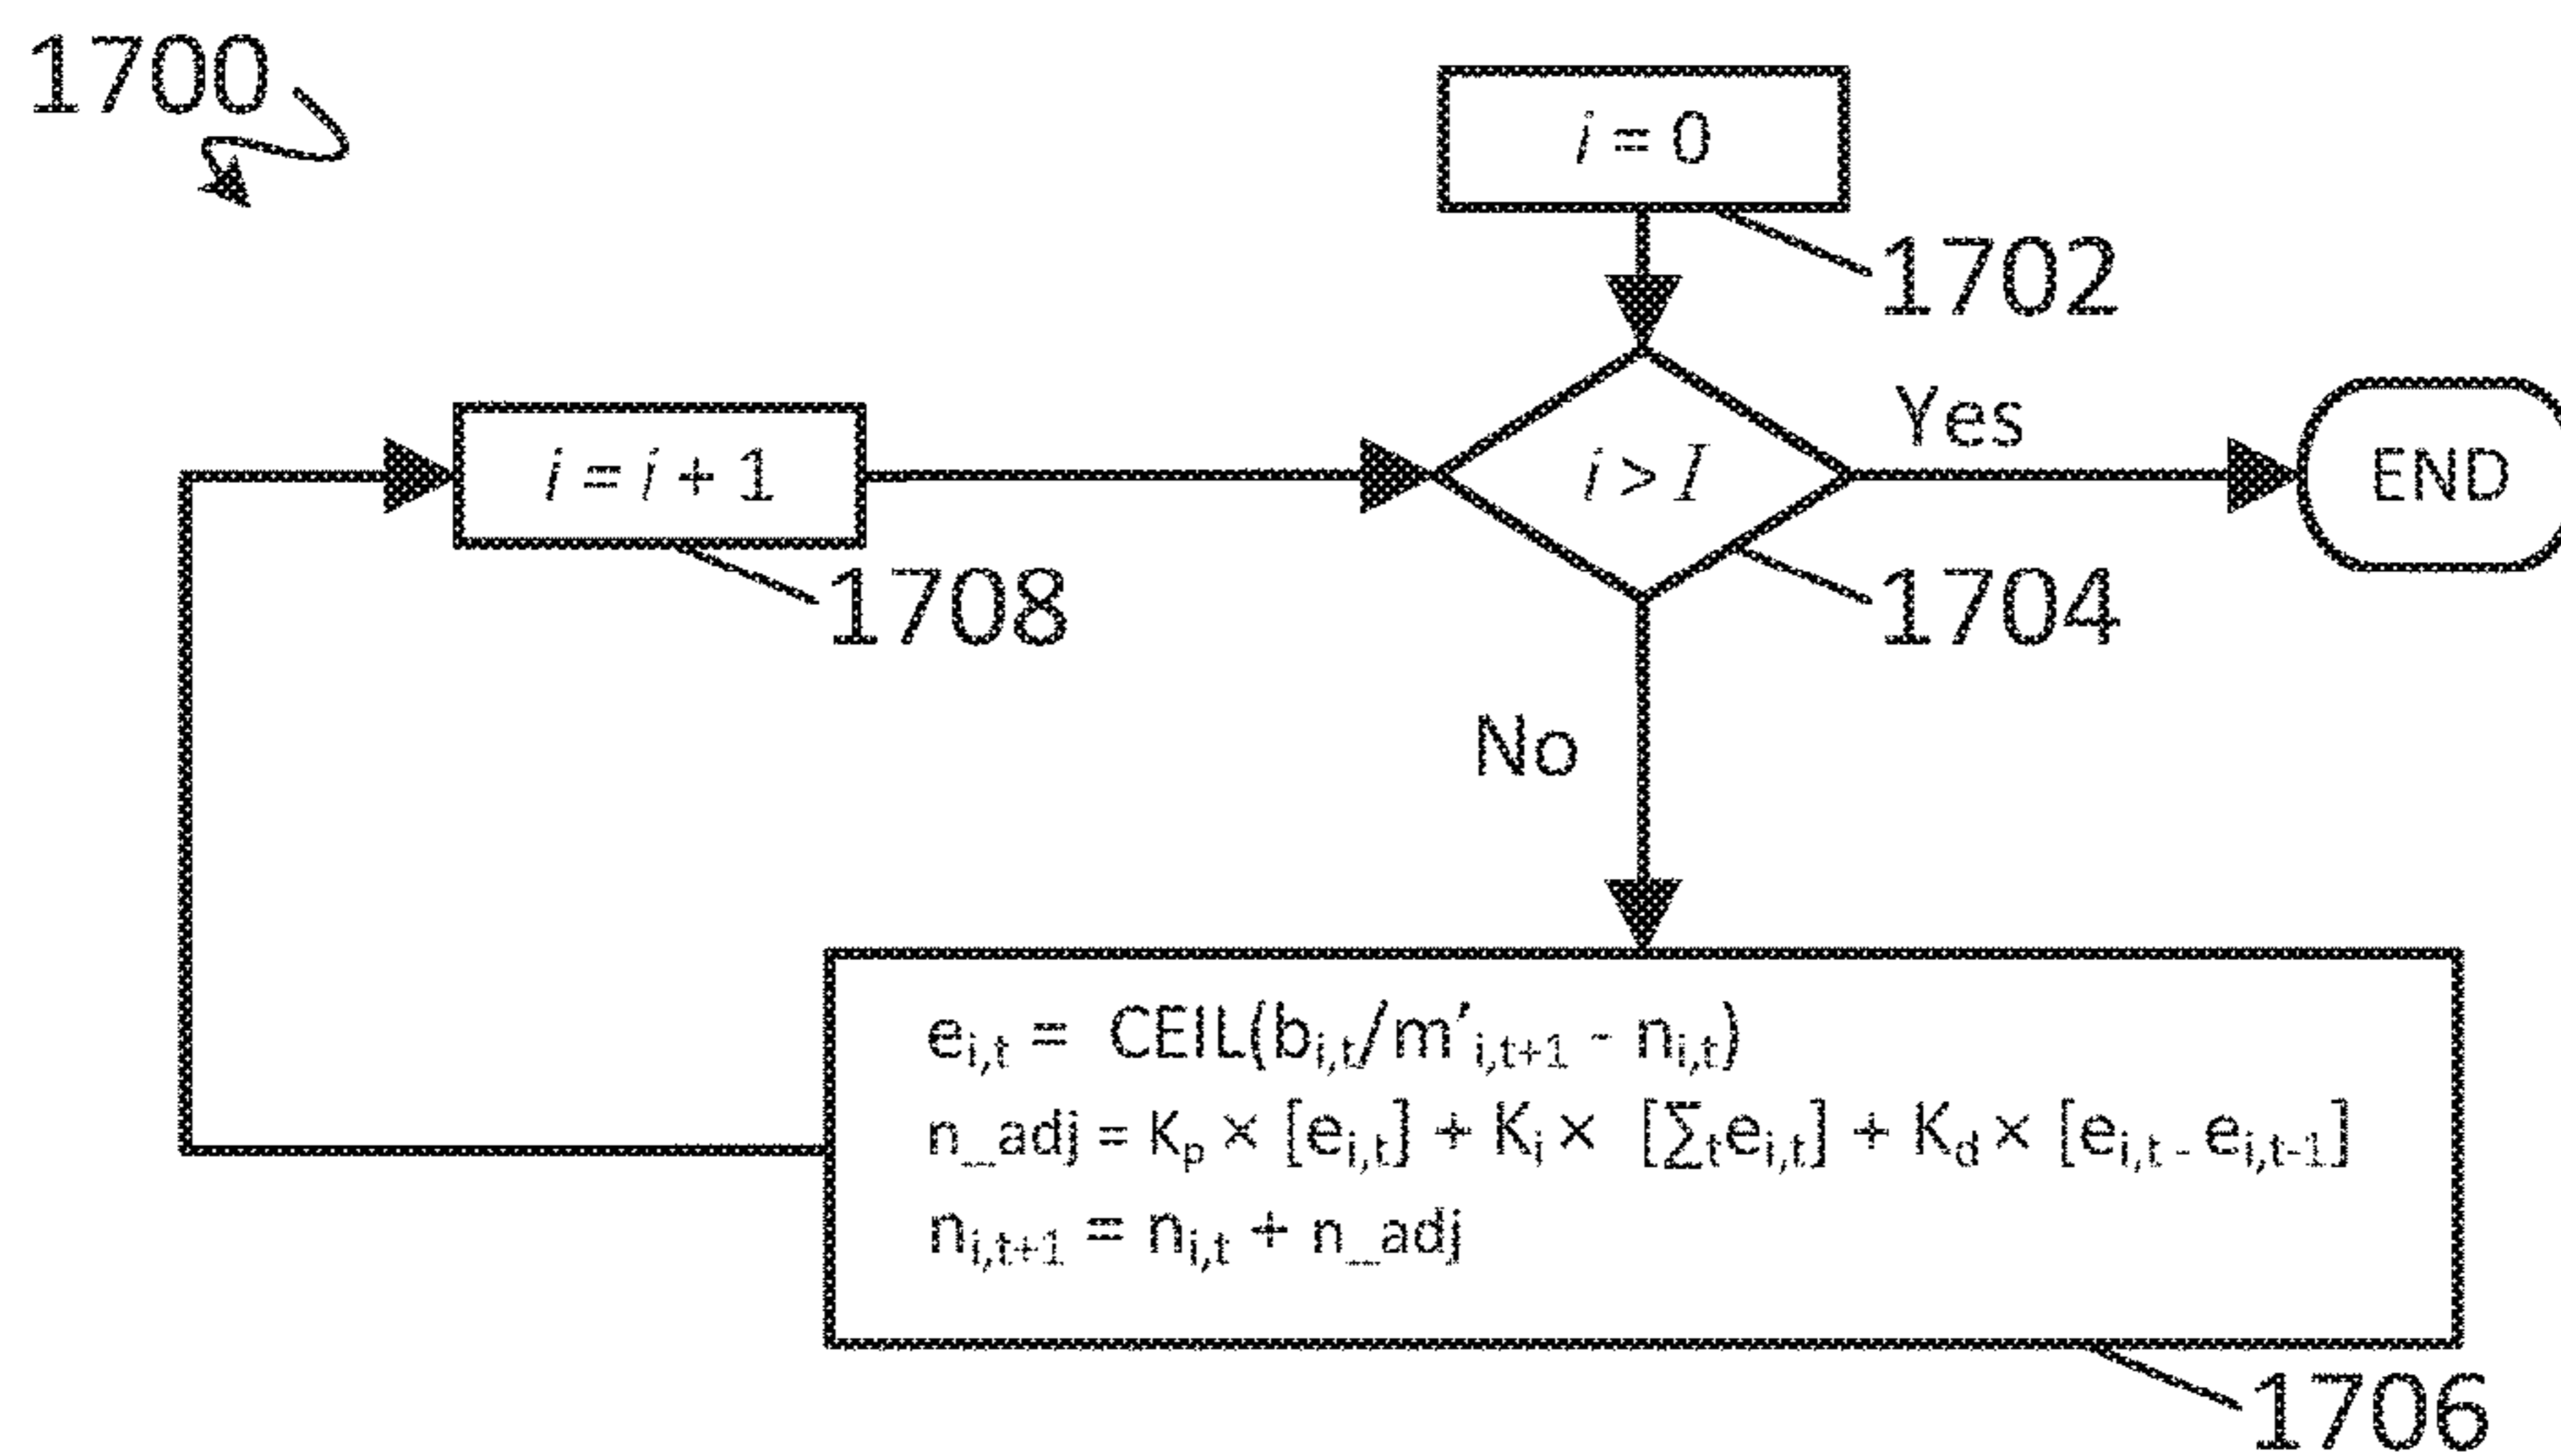 1700
i = 0
1702
Yes
i = i + 1
i > I
END
1708
1704
No
e_{i,t} = CEIL(b_{i,t}/m'_{i,t+1} - n_{i,t})
n_adj = K_p × [e_{i,t}] + K_i × [∑_t e_{i,t}] + K_d × [e_{i,t} - e_{i,t-1}]
n_{i,t+1} = n_{i,t} + n_adj
1706